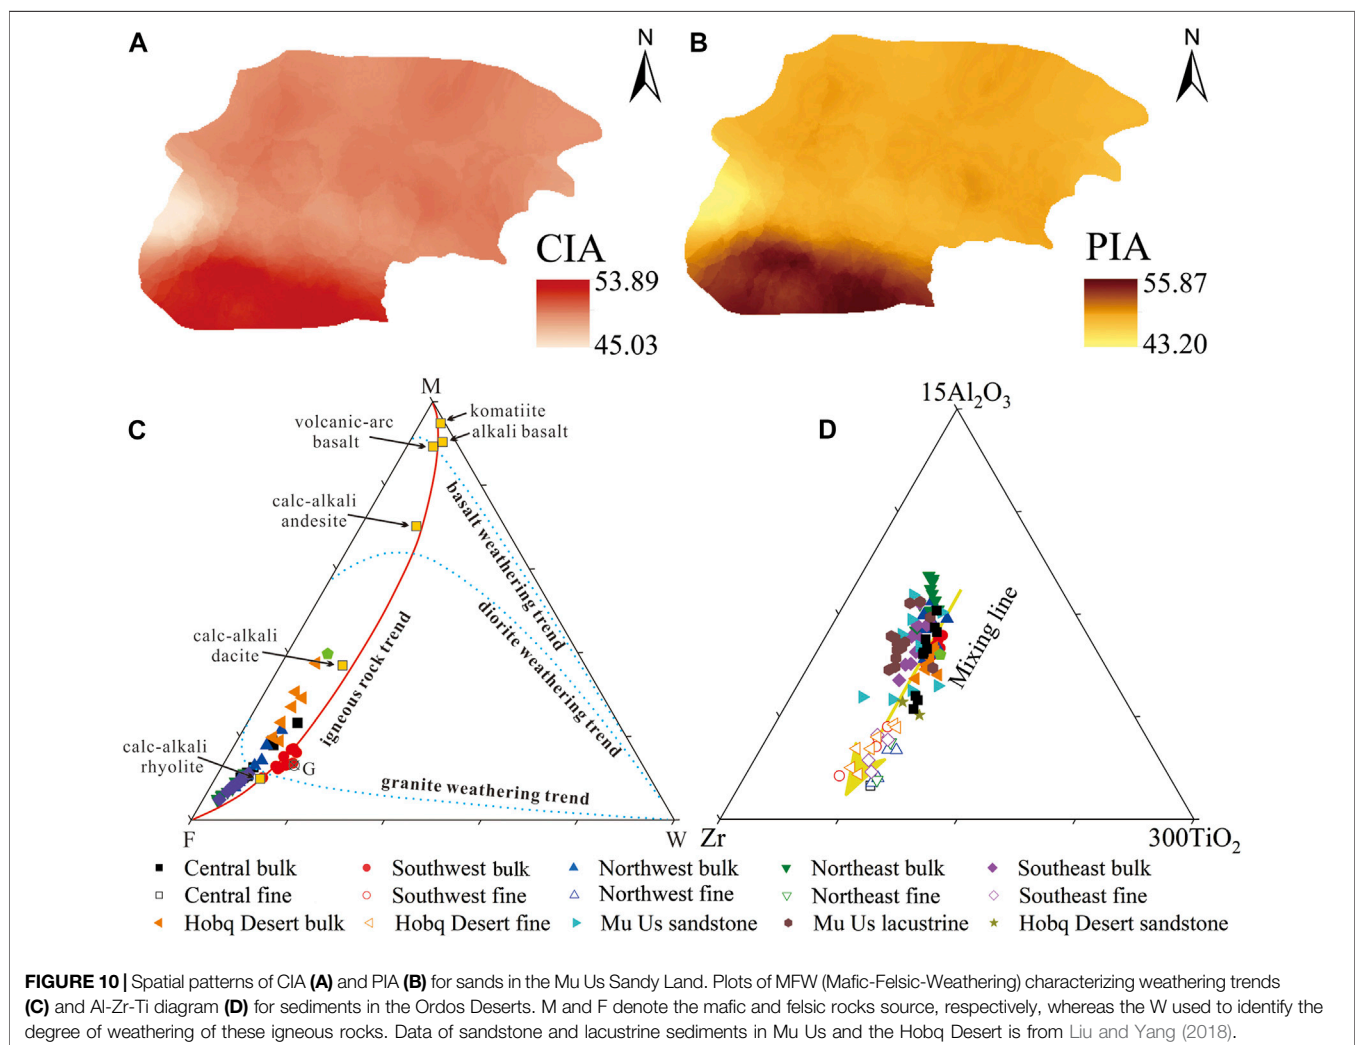 A
N
B
N
CIA
53.89
45.03
PIA
55.87
43.20
C
M
volcanic-arc
basalt
komatiite
alkali basalt
calc-alkali
andesite
basalt weathering trend
diorite weathering trend
calc-alkali
dacite
igneous rock trend
calc-alkali
rhyolite
G
granite weathering trend
F
W
D
15Al₂O₃
Mixing line
Zr
300TiO₂
Central bulk
Southwest bulk
Northwest bulk
Northeast bulk
Southeast bulk
Central fine
Southwest fine
Northwest fine
Northeast fine
Southeast fine
Hobq Desert bulk
Hobq Desert fine
Mu Us sandstone
Mu Us lacustrine
Hobq Desert sandstone
FIGURE 10 | Spatial patterns of CIA (A) and PIA (B) for sands in the Mu Us Sandy Land. Plots of MFW (Mafic-Felsic-Weathering) characterizing weathering trends
(C) and Al-Zr-Ti diagram (D) for sediments in the Ordos Deserts. M and F denote the mafic and felsic rocks source, respectively, whereas the W used to identify the
degree of weathering of these igneous rocks. Data of sandstone and lacustrine sediments in Mu Us and the Hobq Desert is from Liu and Yang (2018).